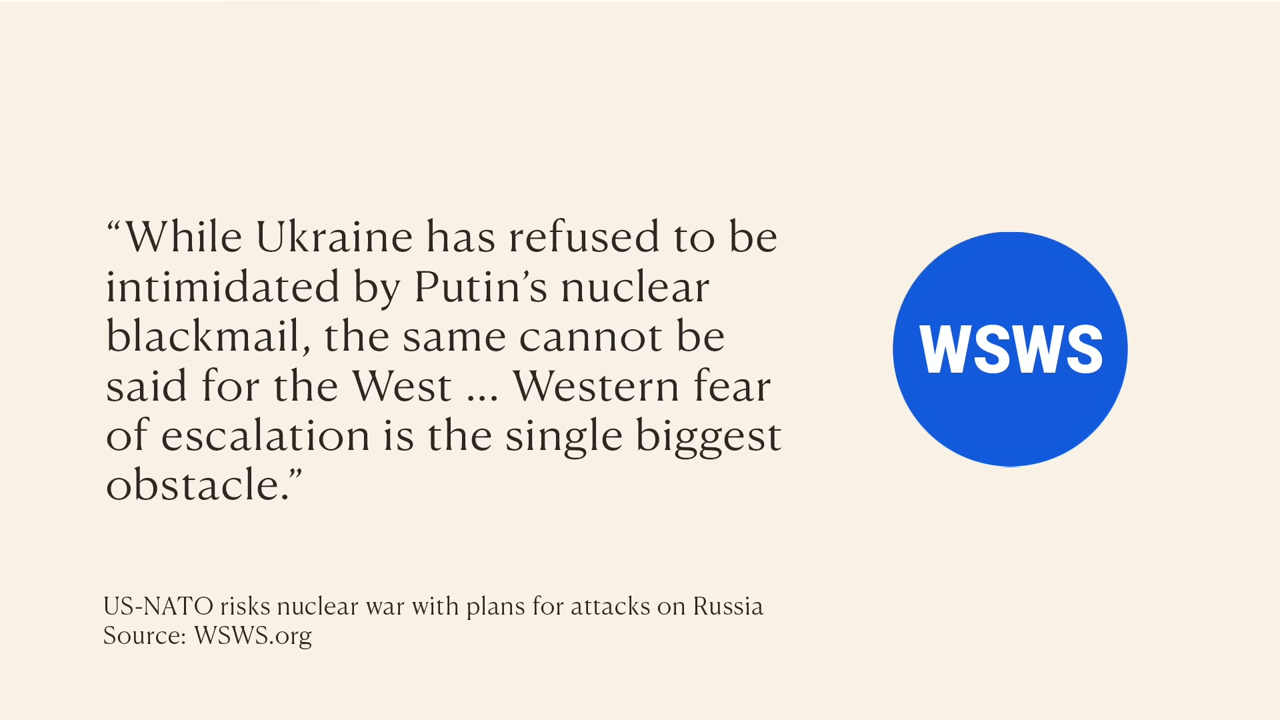 “While Ukraine has refused to be
intimidated by Putin’s nuclear
blackmail, the same cannot be
said for the West ... Western fear
of escalation is the single biggest
obstacle.”
WSWS
US-NATO risks nuclear war with plans for attacks on Russia
Source: WSWS.org